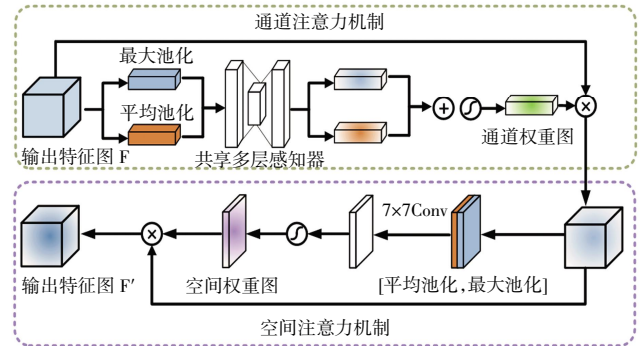 通道注意力机制
最大池化
平均池化
输出特征图 F
共享多层感知器
通道权重图
7×7Conv
输出特征图 F′
空间权重图
[平均池化,最大池化]
空间注意力机制